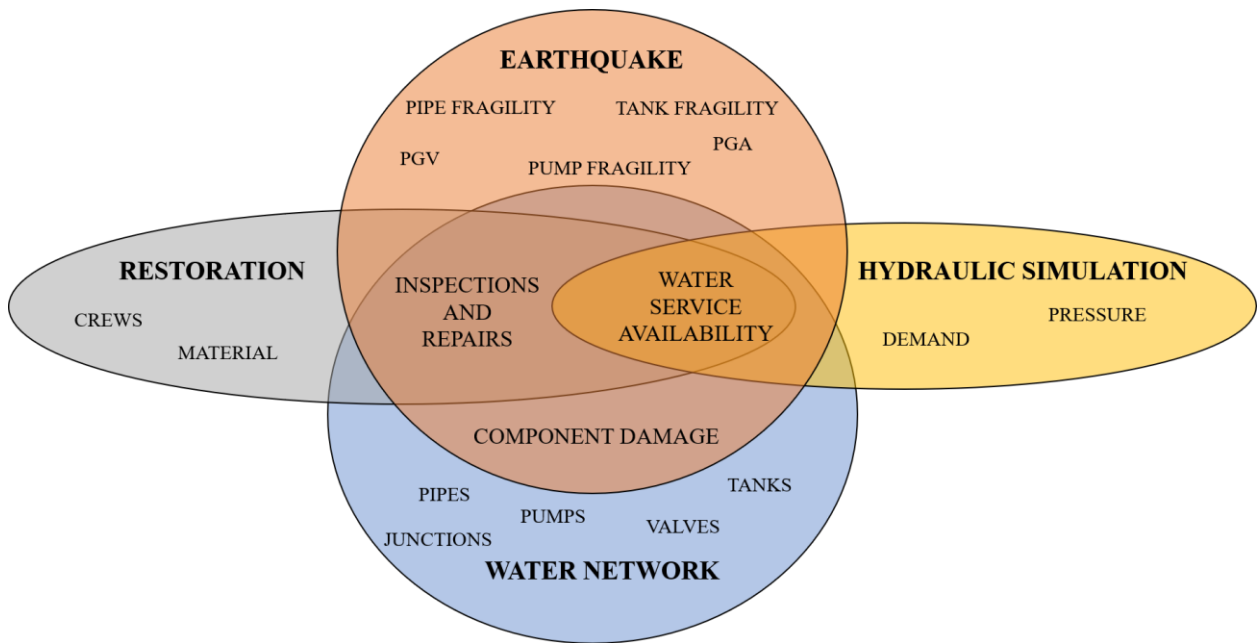 EARTHQUAKE
PIPE FRAGILITY
TANK FRAGILITY
PGV
PGA
PUMP FRAGILITY
RESTORATION
CREWS
MATERIAL
INSPECTIONS
AND
REPAIRS
WATER
SERVICE
AVAILABILITY
HYDRAULIC SIMULATION
PRESSURE
DEMAND
COMPONENT DAMAGE
PIPES
PUMPS
TANKS
JUNCTIONS
VALVES
WATER NETWORK